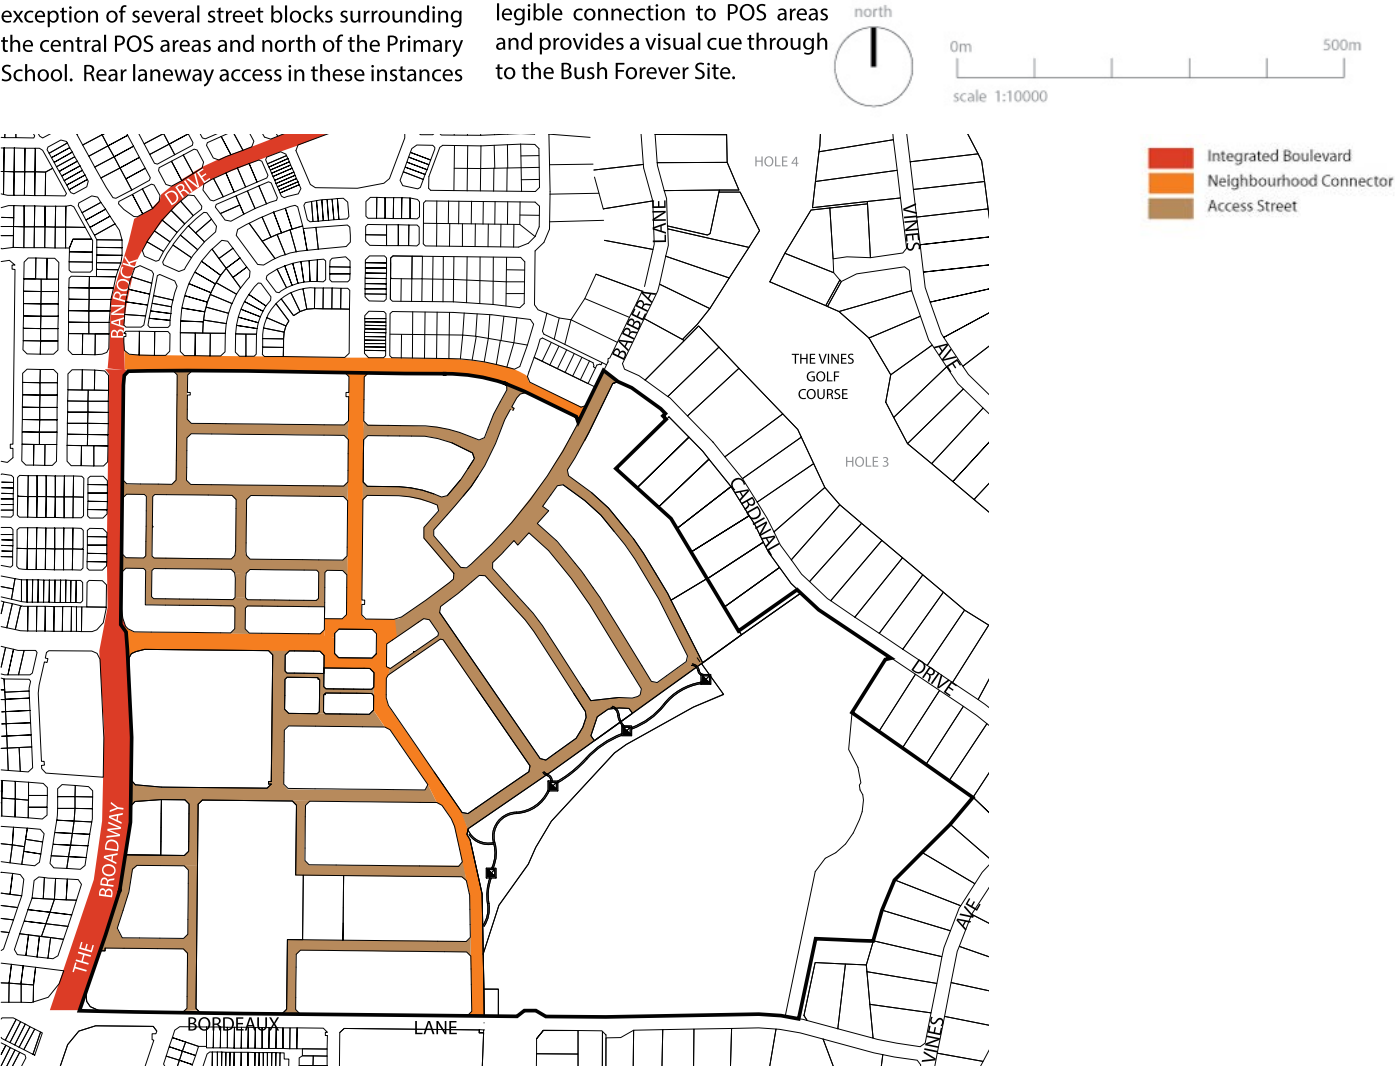 exception of several street blocks surrounding
the central POS areas and north of the Primary
School. Rear laneway access in these instances
legible connection to POS areas
and provides a visual cue through
to the Bush Forever Site.
north
0m
500m
scale 1:10000
Integrated Boulevard
Neighbourhood Connector
Access Street
HOLE 4
DRIVE
LANE
VINES
BANROCK
BARBERA
AVE
THE VINES
GOLF
COURSE
HOLE 3
CARDINAL
DRIVE
BROADWAY
THE
AVE
VINES
BORDEAUX
LANE